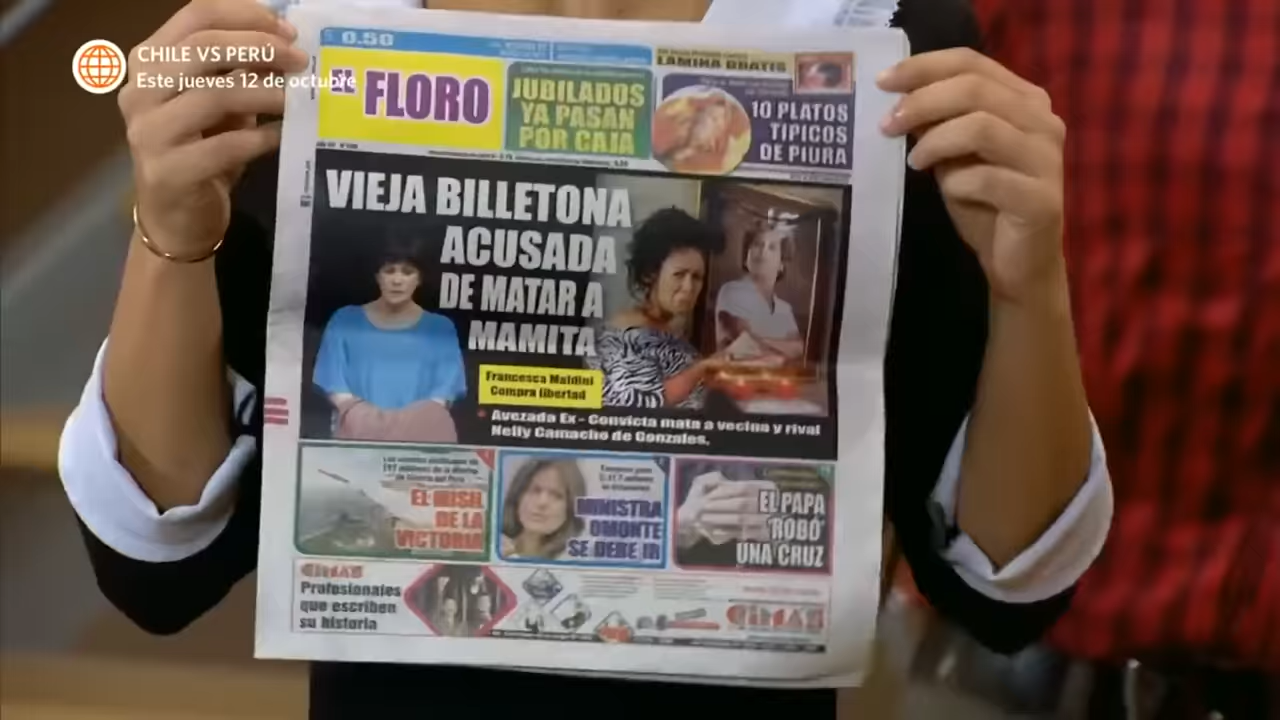 CHILE VS PERÚ
Este jueves 12 de octubre
0.50
LÁMINA GRATIS
FLORO
JUBILADOS
YA PASAN
POR CAJA
10 PLATOS
TIPICOS
DE PIURA
VIEJA BILLETONA
ACUSADA
DE MATAR A
MAMITA
Francesca Maldini
Compra libertad
Avezada Ex - Convicta mata a vecina y rival
Nelly Camacho de Gonzales,
EL MISIL
DE LA
VICTORIA
MINISTRA
OMONTE
SE DEBE IR
EL PAPA
'ROBÓ'
UNA CRUZ
CIMAS
Profesionales
que escriben
su historia
CIMAS